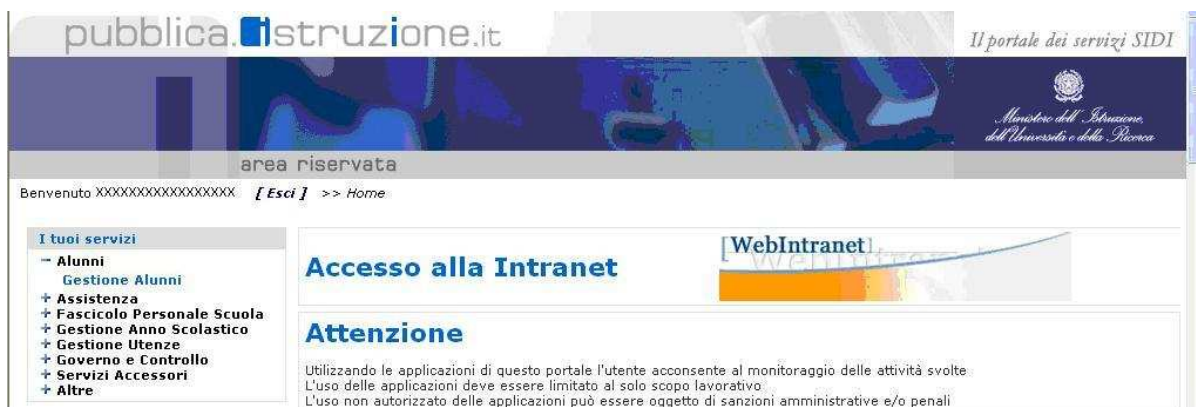 pubblica.istruzione.it
Il portale dei servizi SIDI
Ministero dell' Istruzione,
dell'Università e della Ricerca
area riservata
Benvenuto XXXXXXXXXXXXXXXXX [ Esci ] >> Home
I tuoi servizi
− Alunni
Gestione Alunni
+ Assistenza
+ Fascicolo Personale Scuola
+ Gestione Anno Scolastico
+ Gestione Utenze
+ Governo e Controllo
+ Servizi Accessori
+ Altre
Accesso alla Intranet
[WebIntranet]
WebIntranet
Attenzione
Utilizzando le applicazioni di questo portale l'utente acconsente al monitoraggio delle attività svolte
L'uso delle applicazioni deve essere limitato al solo scopo lavorativo
L'uso non autorizzato delle applicazioni può essere oggetto di sanzioni amministrative e/o penali